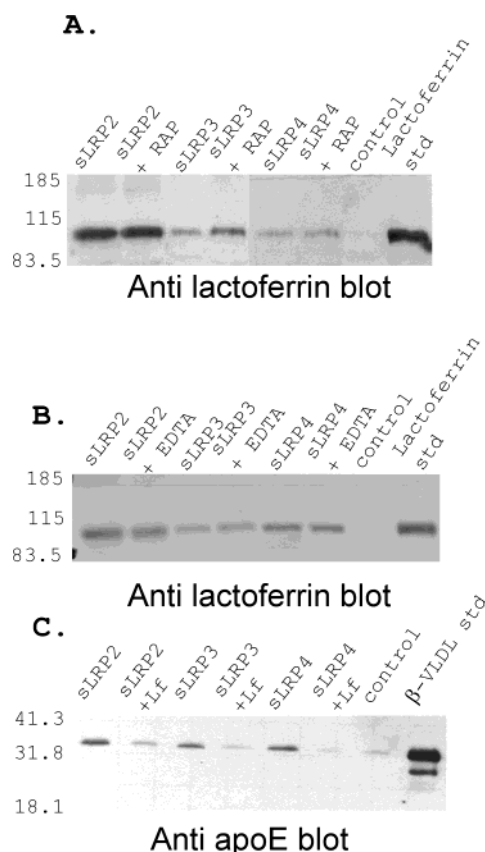 A.
sLRP2
sLRP2
+ RAP
sLRP3
sLRP3
+ RAP
sLRP4
sLRP4
+ RAP
control
Lactoferrin
std
185
115
83.5
Anti lactoferrin blot
B.
sLRP2
sLRP2
+ EDTA
sLRP3
sLRP3
+ EDTA
sLRP4
sLRP4
+ EDTA
control
Lactoferrin
std
185
115
83.5
Anti lactoferrin blot
C.
sLRP2
sLRP2
+Lf
sLRP3
sLRP3
+Lf
sLRP4
sLRP4
+Lf
control
β-VLDL std
41.3
31.8
18.1
Anti apoE blot